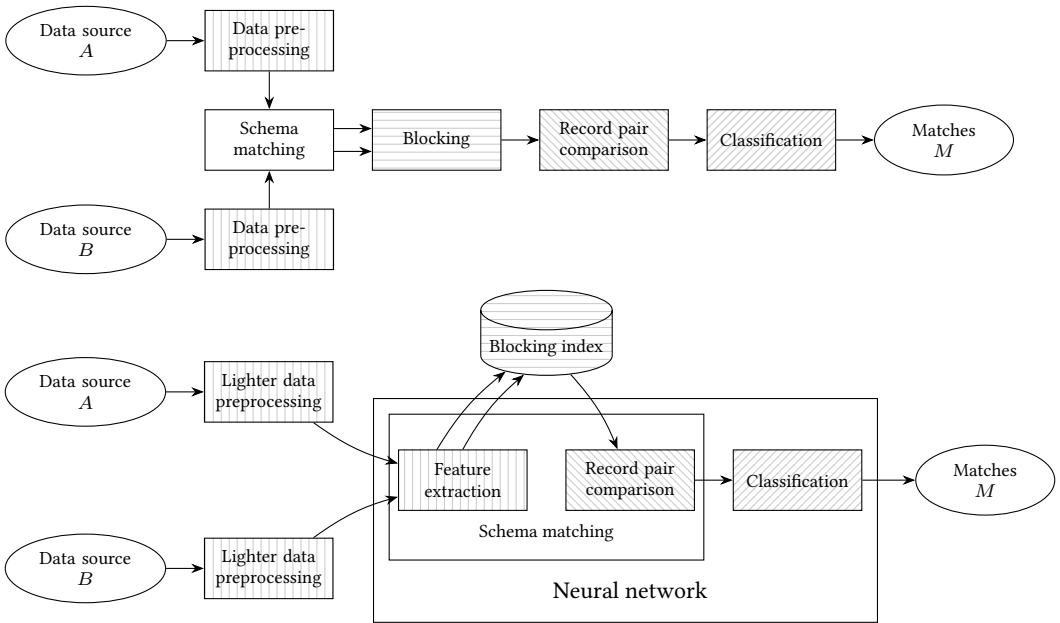 Data source
A
Data pre-
processing
Schema
matching
Blocking
Record pair
comparison
Classification
Matches
M
Data source
B
Data pre-
processing
Blocking index
Data source
A
Lighter data
preprocessing
Feature
extraction
Record pair
comparison
Classification
Matches
M
Schema matching
Data source
B
Lighter data
preprocessing
Neural network